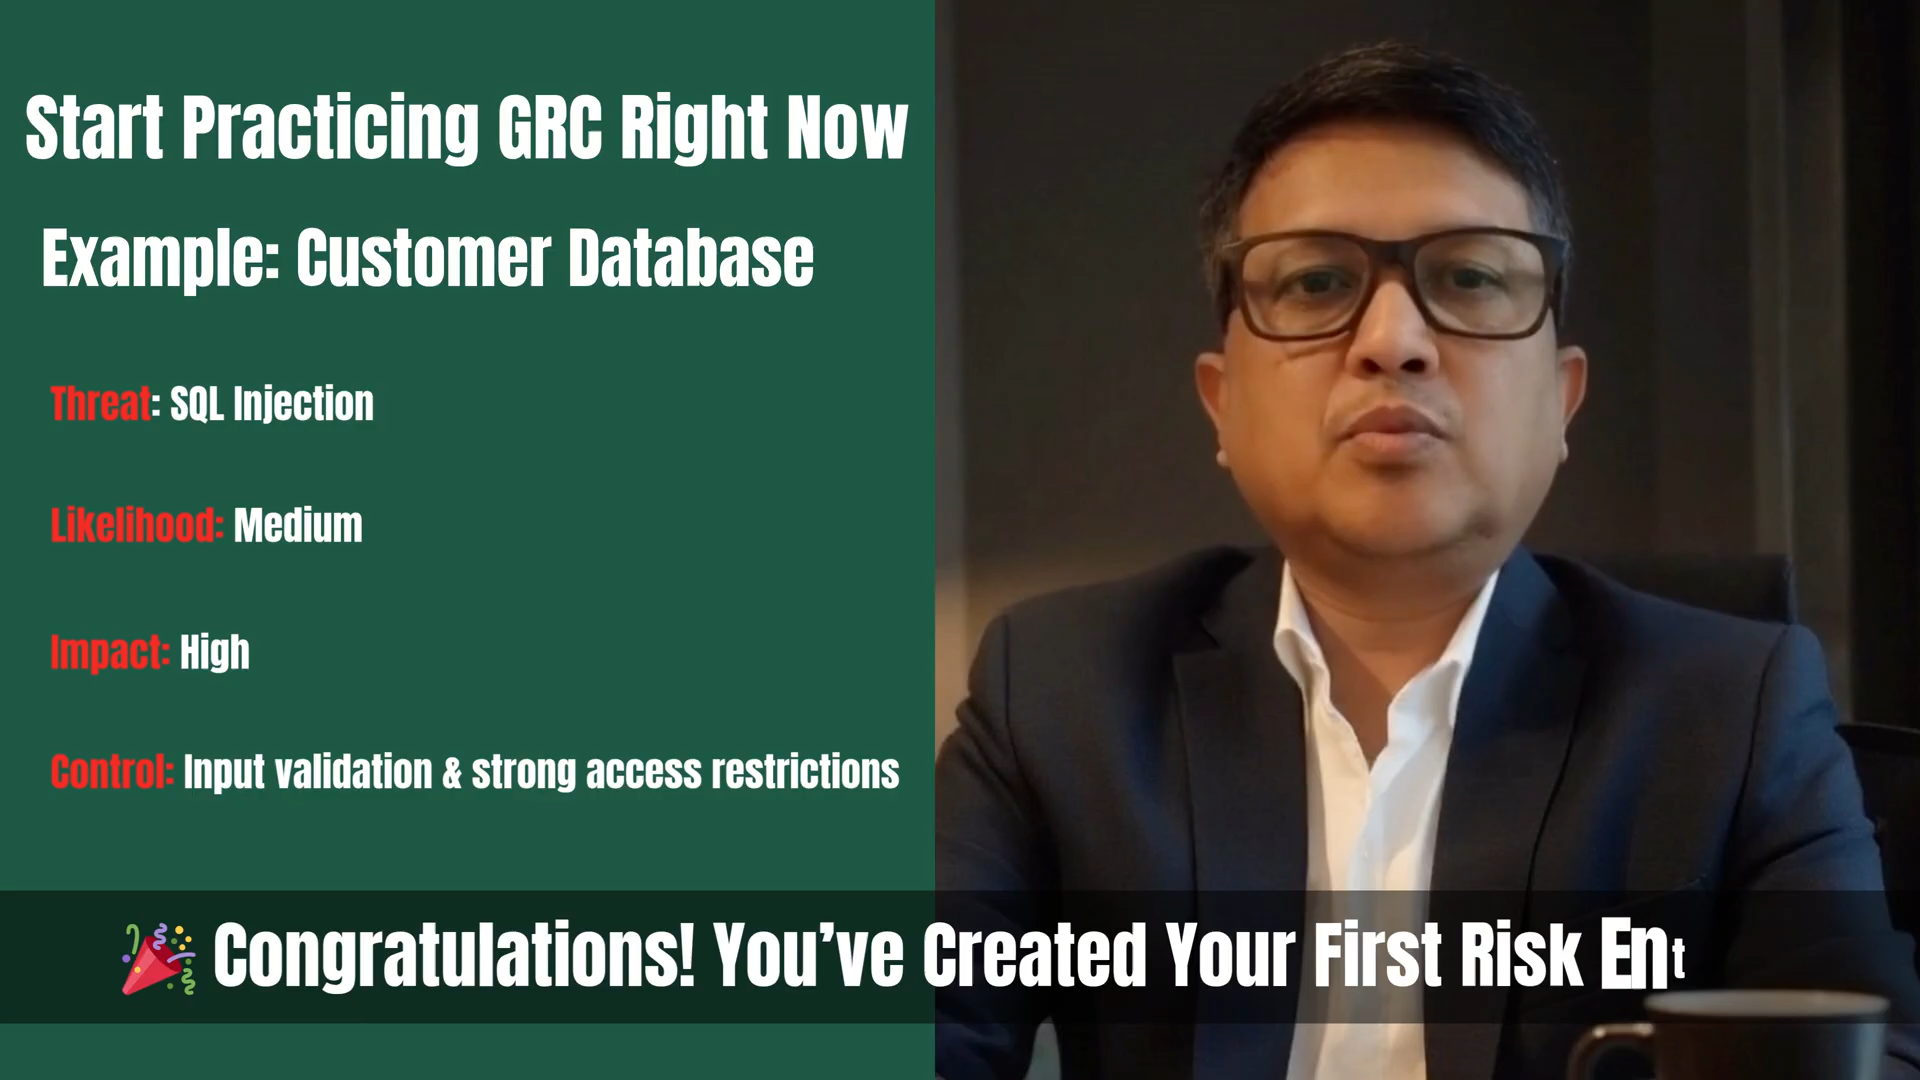 Start Practicing GRC Right Now
Example: Customer Database
Threat: SQL Injection
Likelihood: Medium
Impact: High
Control: Input validation & strong access restrictions
🎉 Congratulations! You’ve Created Your First Risk Ent